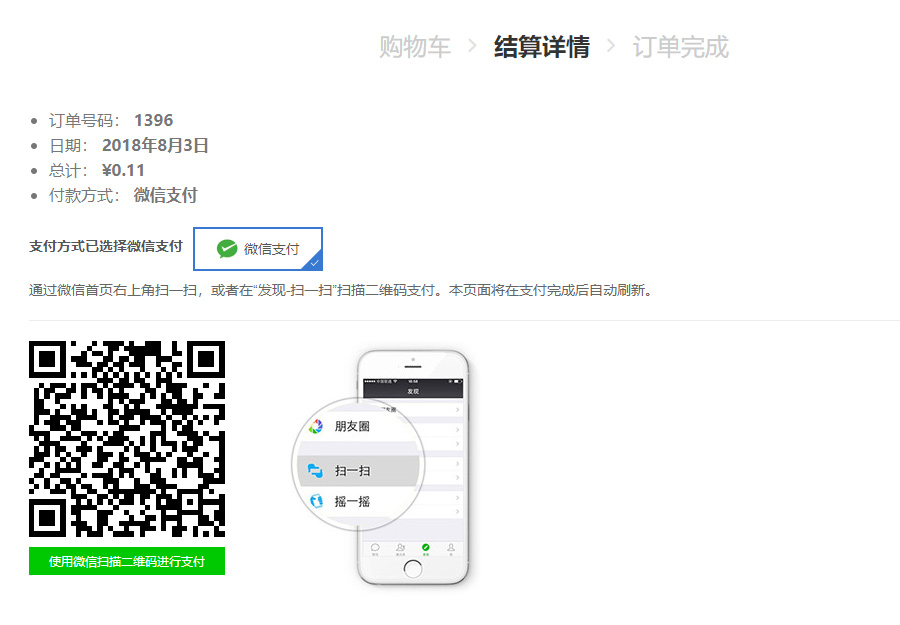 购物车 > 结算详情 > 订单完成
订单号码： 1396
日期： 2018年8月3日
总计： ¥0.11
付款方式： 微信支付
支付方式已选择微信支付 微信支付
通过微信首页右上角扫一扫，或者在“发现-扫一扫”扫描二维码支付。本页面将在支付完成后自动刷新。
发现
朋友圈
扫一扫
摇一摇
使用微信扫描二维码进行支付